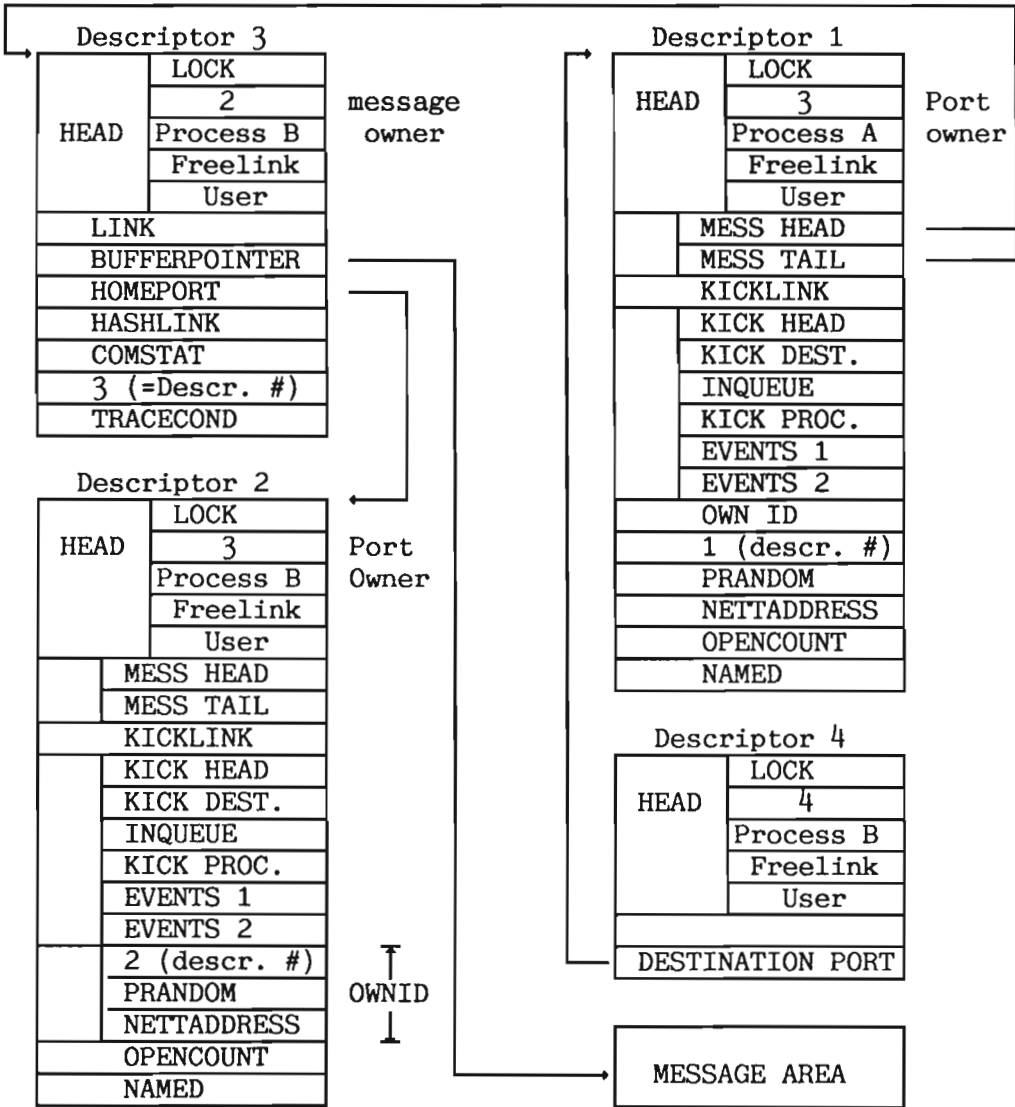 Descriptor 3
LOCK
2
HEAD
Process B
Freelink
User
message
owner
LINK
BUFFERPOINTER
HOMEPORT
HASHLINK
COMSTAT
3 (=Descr. #)
TRACECOND
Descriptor 2
LOCK
HEAD
3
Process B
Freelink
User
Port
Owner
MESS HEAD
MESS TAIL
KICKLINK
KICK HEAD
KICK DEST.
INQUEUE
KICK PROC.
EVENTS 1
EVENTS 2
2 (descr. #)
PRANDOM
NETTADDRESS
OWNID
OPENCOUNT
NAMED
Descriptor 1
LOCK
HEAD
3
Process A
Freelink
User
Port
owner
MESS HEAD
MESS TAIL
KICKLINK
KICK HEAD
KICK DEST.
INQUEUE
KICK PROC.
EVENTS 1
EVENTS 2
OWN ID
1 (descr. #)
PRANDOM
NETTADDRESS
OPENCOUNT
NAMED
Descriptor 4
LOCK
HEAD
4
Process B
Freelink
User
DESTINATION PORT
MESSAGE AREA